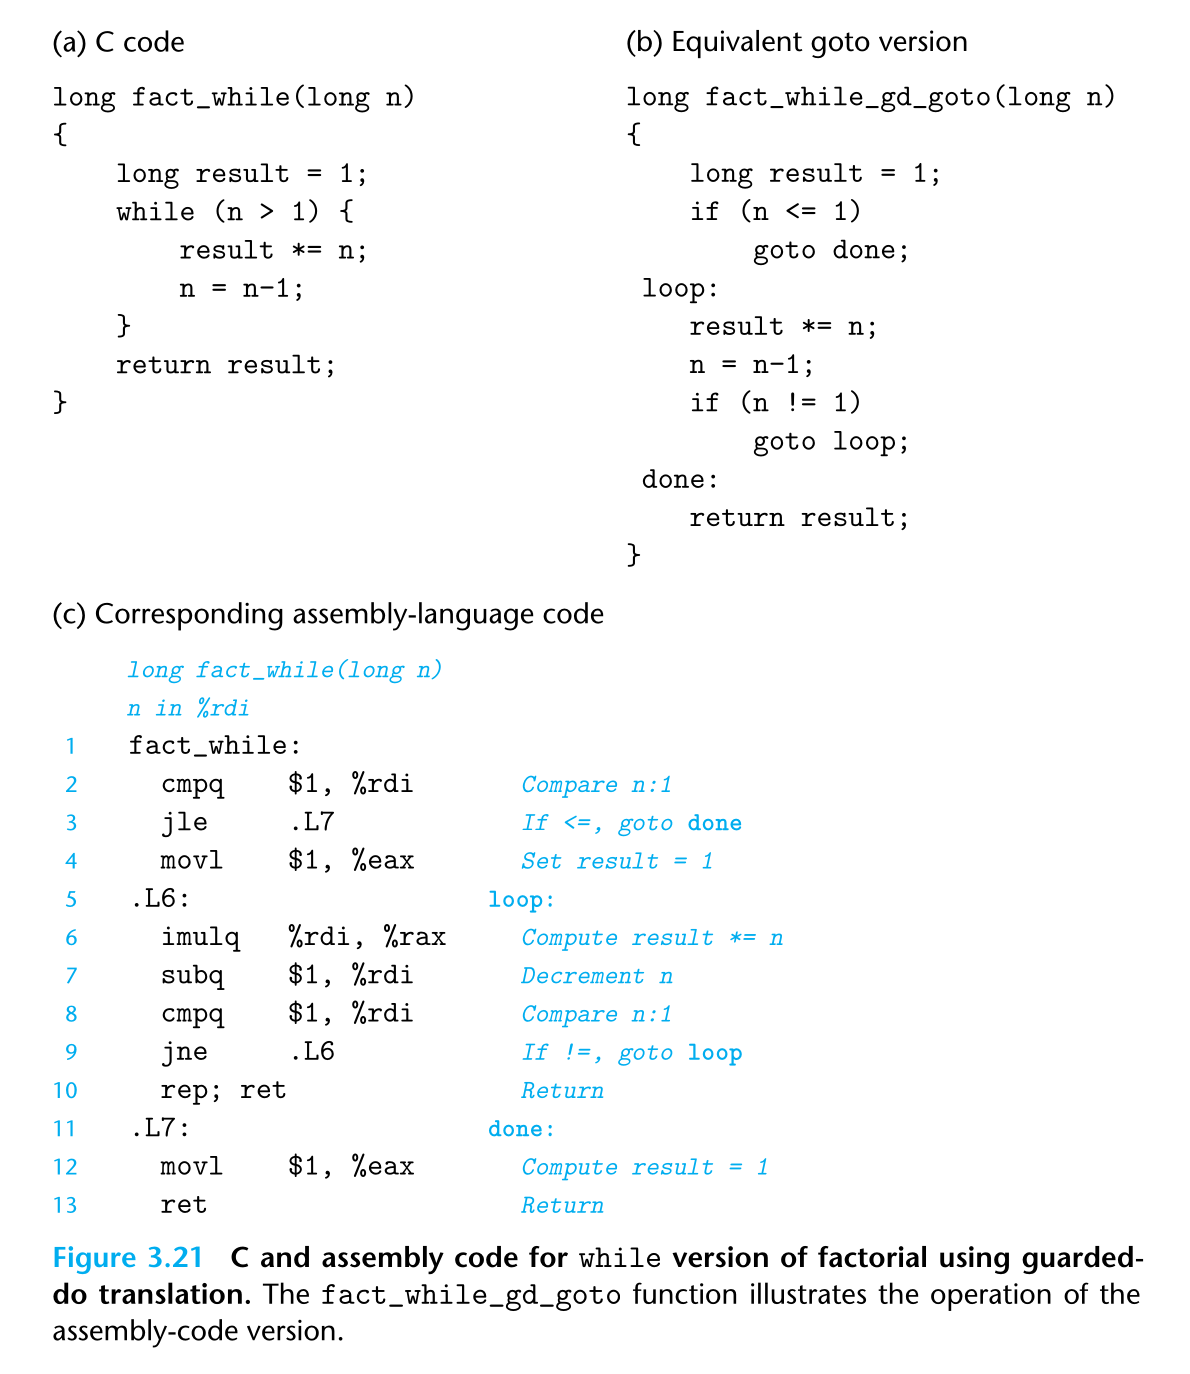 (a) C code
long fact_while(long n)
{
    long result = 1;
    while (n > 1) {
        result *= n;
        n = n-1;
    }
    return result;
}
(b) Equivalent goto version
long fact_while_gd_goto(long n)
{
    long result = 1;
    if (n <= 1)
        goto done;
 loop:
    result *= n;
    n = n-1;
    if (n != 1)
        goto loop;
 done:
    return result;
}
(c) Corresponding assembly-language code
long fact_while(long n)
n in %rdi
1 fact_while:
2 cmpq $1, %rdi Compare n:1
3 jle .L7 If <=, goto done
4 movl $1, %eax Set result = 1
5 .L6: loop:
6 imulq %rdi, %rax Compute result *= n
7 subq $1, %rdi Decrement n
8 cmpq $1, %rdi Compare n:1
9 jne .L6 If !=, goto loop
10 rep; ret Return
11 .L7: done:
12 movl $1, %eax Compute result = 1
13 ret Return
Figure 3.21 C and assembly code for while version of factorial using guarded-
do translation. The fact_while_gd_goto function illustrates the operation of the
assembly-code version.